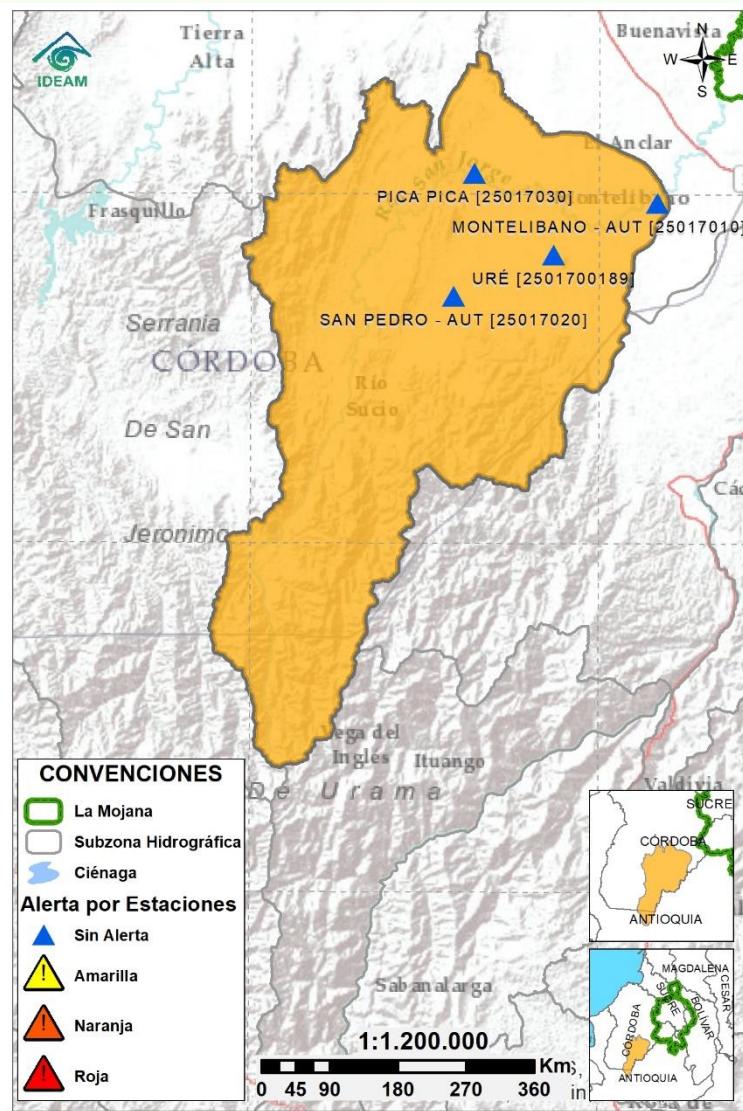 IDEAM
Tierra
Alta
Buenavista
N
W
E
S
El Anclar
Frasquillo
PICA PICA [25017030]
Montelibano
MONTELIBANO - AUT [25017010]
URÉ [2501700189]
SAN PEDRO - AUT [25017020]
Serrania
CÓRDOBA
Río
Sucio
De San
Jeronimo
Ingles
Ituango
De Urama
Valdivia
Sabanalarga
CONVENCIONES
La Mojana
Subzona Hidrográfica
Ciénaga
Alerta por Estaciones
Sin Alerta
Amarilla
Naranja
Roja
1:1.200.000
Km
0 45 90 180 270 360
SUCRE
CÓRDOBA
ANTIOQUIA
MAGDALENA
CESAR
SUCRE
BOLÍVAR
CÓRDOBA
ANTIOQUIA